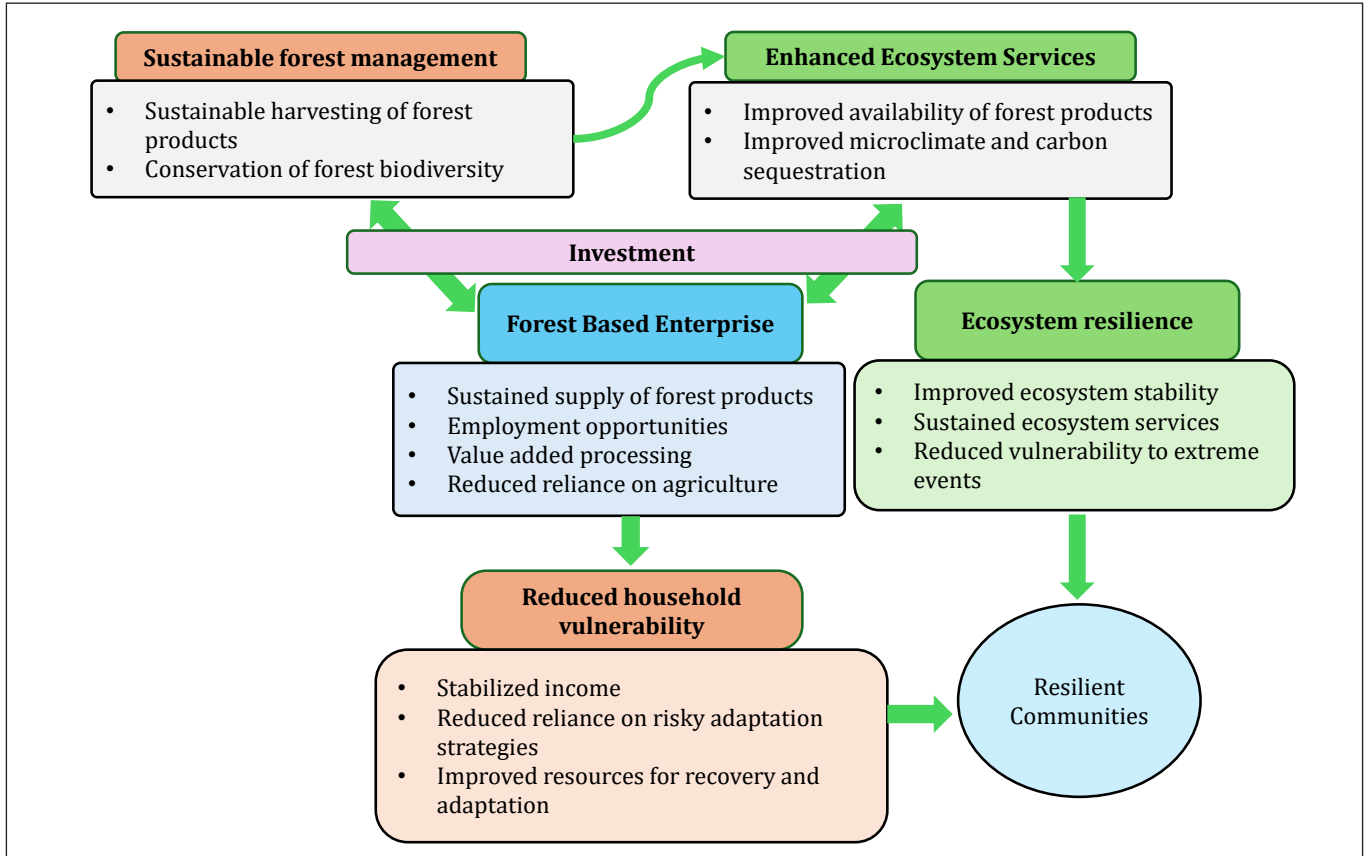 Sustainable forest management
• Sustainable harvesting of forest
products
• Conservation of forest biodiversity
Enhanced Ecosystem Services
• Improved availability of forest products
• Improved microclimate and carbon
sequestration
Investment
Forest Based Enterprise
• Sustained supply of forest products
• Employment opportunities
• Value added processing
• Reduced reliance on agriculture
Ecosystem resilience
• Improved ecosystem stability
• Sustained ecosystem services
• Reduced vulnerability to extreme
events
Reduced household
vulnerability
• Stabilized income
• Reduced reliance on risky adaptation
strategies
• Improved resources for recovery and
adaptation
Resilient
Communities